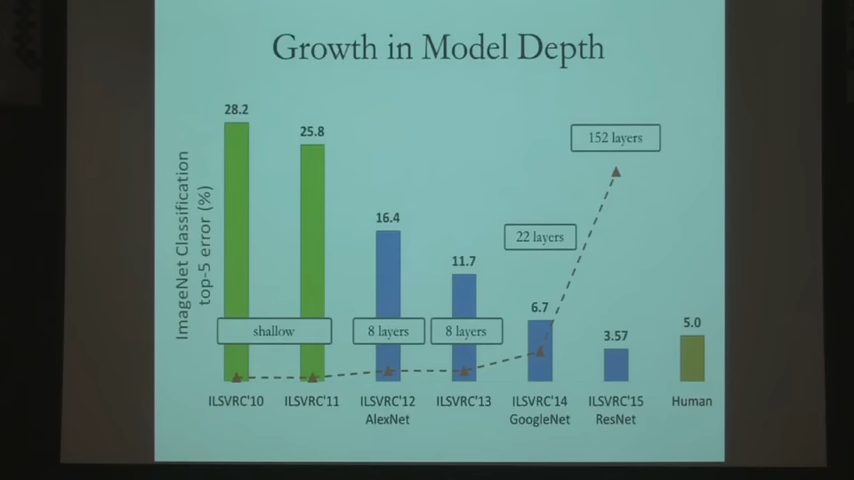 Growth in Model Depth
ImageNet Classification
top-5 error (%)
28.2
25.8
16.4
11.7
6.7
3.57
5.0
152 layers
22 layers
shallow
8 layers
8 layers
ILSVRC'10
ILSVRC'11
ILSVRC'12
AlexNet
ILSVRC'13
ILSVRC'14
GoogleNet
ILSVRC'15
ResNet
Human